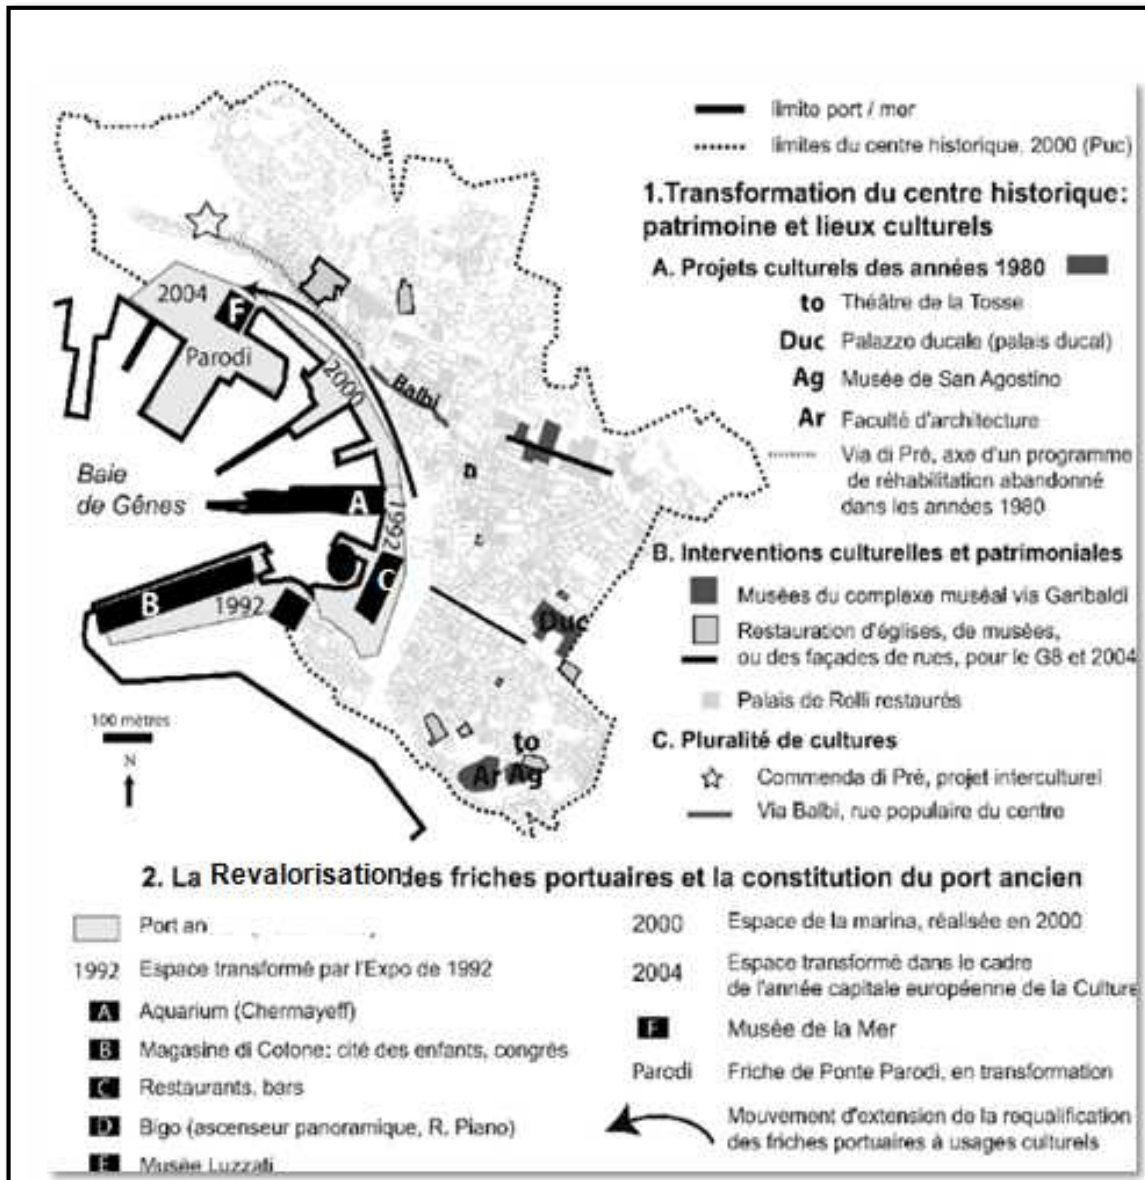 2004
F
Parodi
2000
Balbi
Baie
de Gênes
A
1992
C
B
1992
Duc
100 mètres
N
to
Ar Ag
limite port / mer
limites du centre historique, 2000 (Puc)
1.Transformation du centre historique:
patrimoine et lieux culturels
A. Projets culturels des années 1980
to Théâtre de la Tosse
Duc Palazzo ducale (palais ducal)
Ag Musée de San Agostino
Ar Faculté d'architecture
Via di Pré, axe d'un programme
de réhabilitation abandonné
dans les années 1980
B. Interventions culturelles et patrimoniales
Musées du complexe muséal via Garibaldi
Restauration d'églises, de musées,
ou des façades de rues, pour le G8 et 2004
Palais de Rolli restaurés
C. Pluralité de cultures
Commenda di Pré, projet interculturel
Via Balbi, rue populaire du centre
2. La Revalorisation des friches portuaires et la constitution du port ancien
Port an
1992 Espace transformé par l'Expo de 1992
A Aquarium (Chermayeff)
B Magasine di Cotone: cité des enfants, congrès
C Restaurants, bars
D Bigo (ascenseur panoramique, R. Piano)
E Musée Luzzati
2000 Espace de la marina, réalisée en 2000
2004 Espace transformé dans le cadre
de l'année capitale européenne de la Culture
F Musée de la Mer
Parodi Friche de Ponte Parodi, en transformation
Mouvement d'extension de la requalification
des friches portuaires à usages culturels